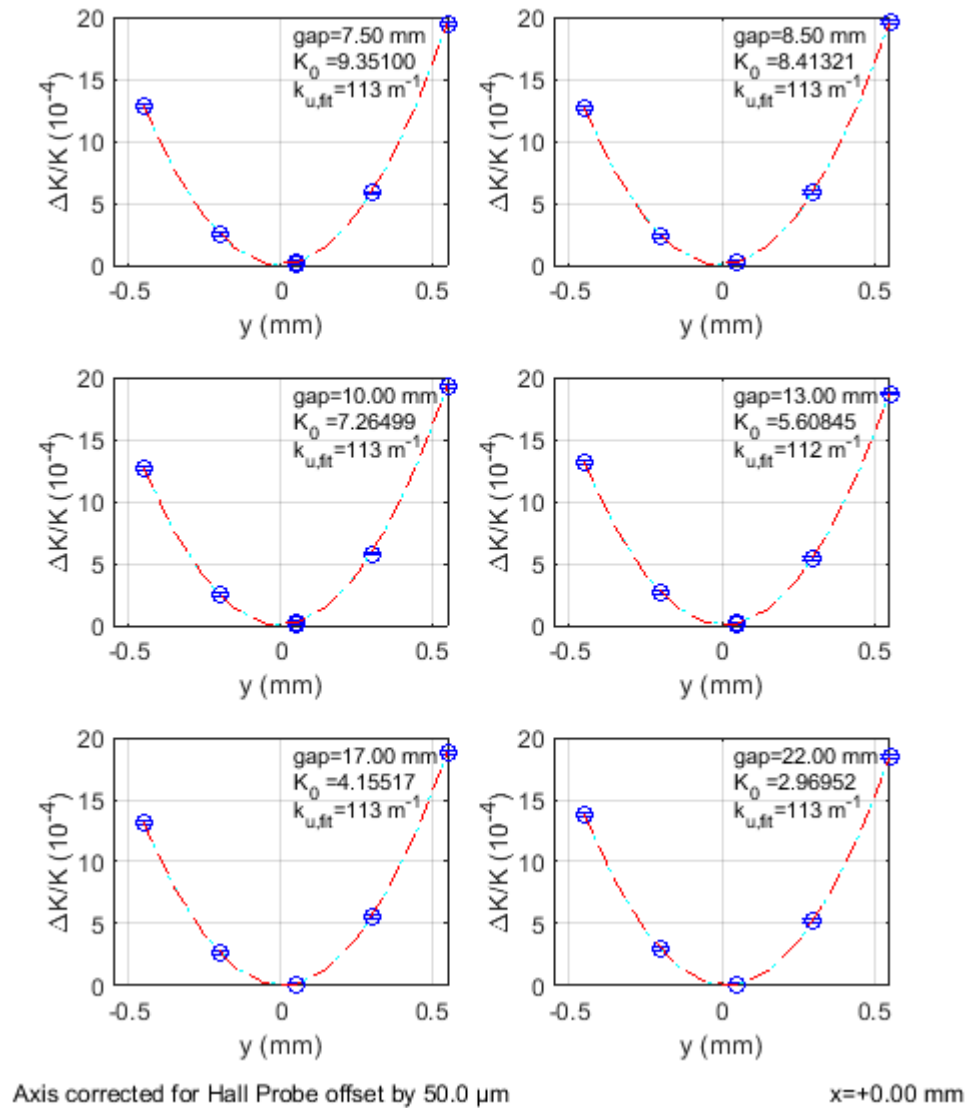 20
15
10
5
0
ΔK/K (10⁻⁴)
gap=7.50 mm
K₀ =9.35100
k_{u,fit}=113 m⁻¹
-0.5
0
0.5
y (mm)
20
15
10
5
0
ΔK/K (10⁻⁴)
gap=8.50 mm
K₀ =8.41321
k_{u,fit}=113 m⁻¹
-0.5
0
0.5
y (mm)
20
15
10
5
0
ΔK/K (10⁻⁴)
gap=10.00 mm
K₀ =7.26499
k_{u,fit}=113 m⁻¹
-0.5
0
0.5
y (mm)
20
15
10
5
0
ΔK/K (10⁻⁴)
gap=13.00 mm
K₀ =5.60845
k_{u,fit}=112 m⁻¹
-0.5
0
0.5
y (mm)
20
15
10
5
0
ΔK/K (10⁻⁴)
gap=17.00 mm
K₀ =4.15517
k_{u,fit}=113 m⁻¹
-0.5
0
0.5
y (mm)
20
15
10
5
0
ΔK/K (10⁻⁴)
gap=22.00 mm
K₀ =2.96952
k_{u,fit}=113 m⁻¹
-0.5
0
0.5
y (mm)
Axis corrected for Hall Probe offset by 50.0 μm
x=+0.00 mm